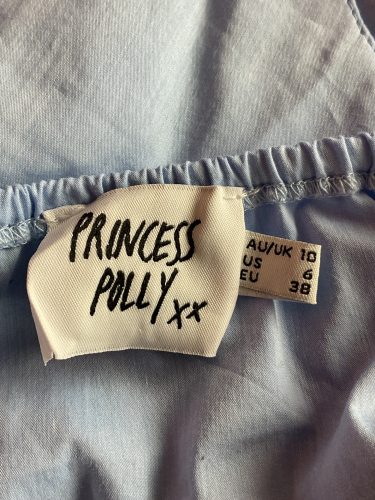 PRINCESS
POLLY xx
AU/UK 10
US 6
EU 38